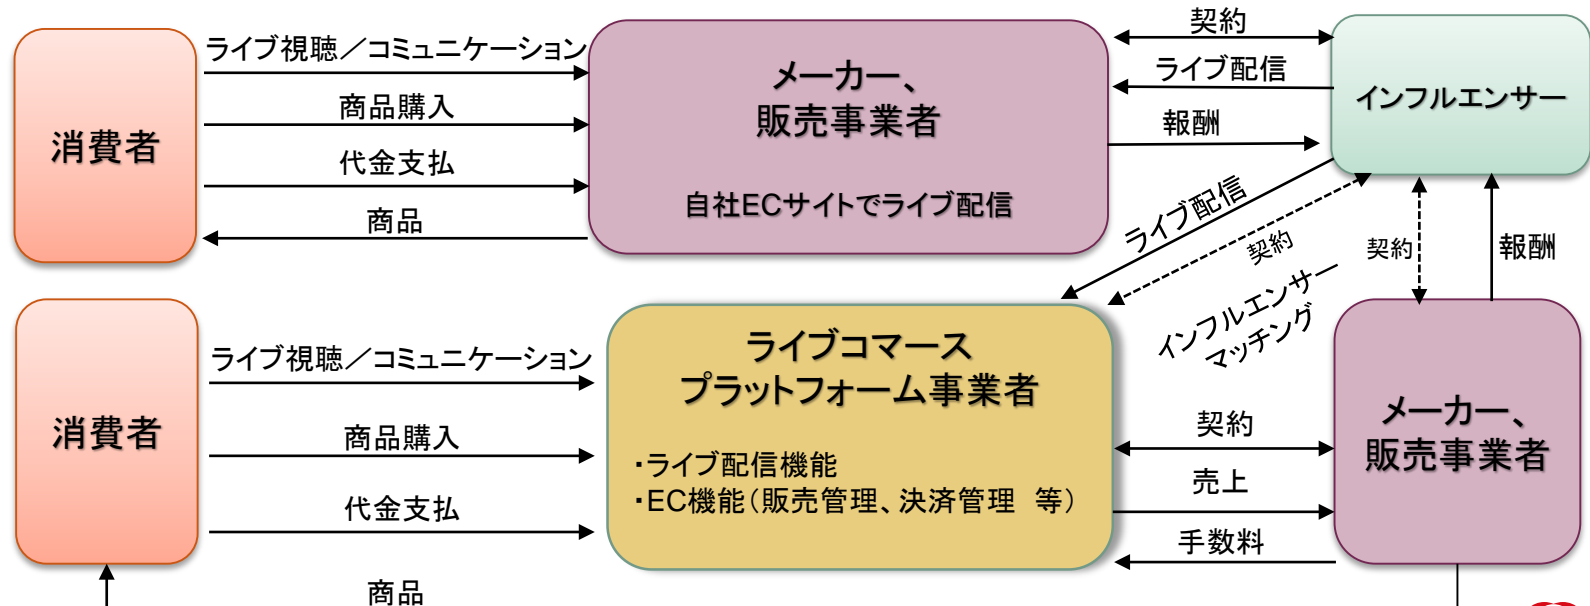 消費者
ライブ視聴／コミュニケーション
商品購入
代金支払
商品
メーカー、
販売事業者
自社ECサイトでライブ配信
契約
ライブ配信
報酬
インフルエンサー
ライブ配信
契約
インフルエンサー
マッチング
契約
報酬
消費者
ライブ視聴／コミュニケーション
商品購入
代金支払
商品
ライブコマース
プラットフォーム事業者
・ライブ配信機能
・EC機能（販売管理、決済管理　等）
契約
売上
手数料
メーカー、
販売事業者